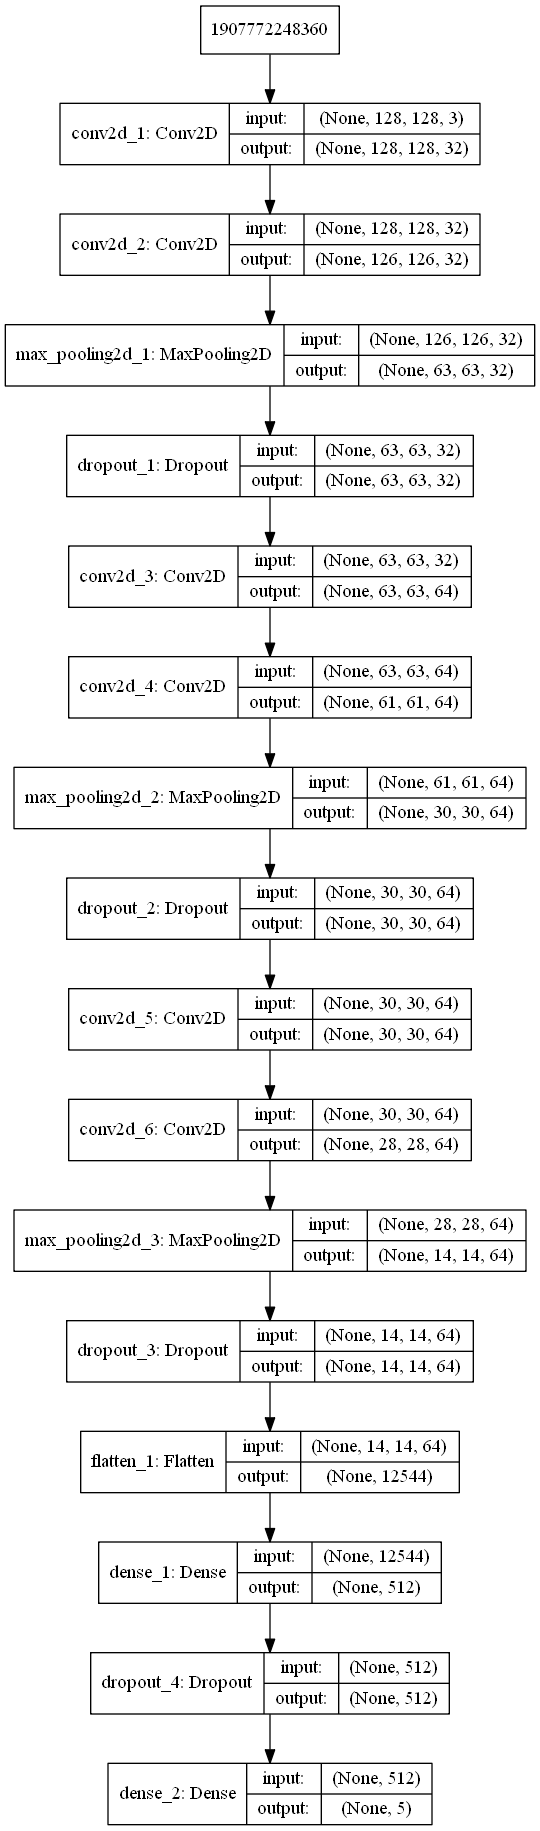 1907772248360
conv2d_1: Conv2D
input: (None, 128, 128, 3)
output: (None, 128, 128, 32)
conv2d_2: Conv2D
input: (None, 128, 128, 32)
output: (None, 126, 126, 32)
max_pooling2d_1: MaxPooling2D
input: (None, 126, 126, 32)
output: (None, 63, 63, 32)
dropout_1: Dropout
input: (None, 63, 63, 32)
output: (None, 63, 63, 32)
conv2d_3: Conv2D
input: (None, 63, 63, 32)
output: (None, 63, 63, 64)
conv2d_4: Conv2D
input: (None, 63, 63, 64)
output: (None, 61, 61, 64)
max_pooling2d_2: MaxPooling2D
input: (None, 61, 61, 64)
output: (None, 30, 30, 64)
dropout_2: Dropout
input: (None, 30, 30, 64)
output: (None, 30, 30, 64)
conv2d_5: Conv2D
input: (None, 30, 30, 64)
output: (None, 30, 30, 64)
conv2d_6: Conv2D
input: (None, 30, 30, 64)
output: (None, 28, 28, 64)
max_pooling2d_3: MaxPooling2D
input: (None, 28, 28, 64)
output: (None, 14, 14, 64)
dropout_3: Dropout
input: (None, 14, 14, 64)
output: (None, 14, 14, 64)
flatten_1: Flatten
input: (None, 14, 14, 64)
output: (None, 12544)
dense_1: Dense
input: (None, 12544)
output: (None, 512)
dropout_4: Dropout
input: (None, 512)
output: (None, 512)
dense_2: Dense
input: (None, 512)
output: (None, 5)